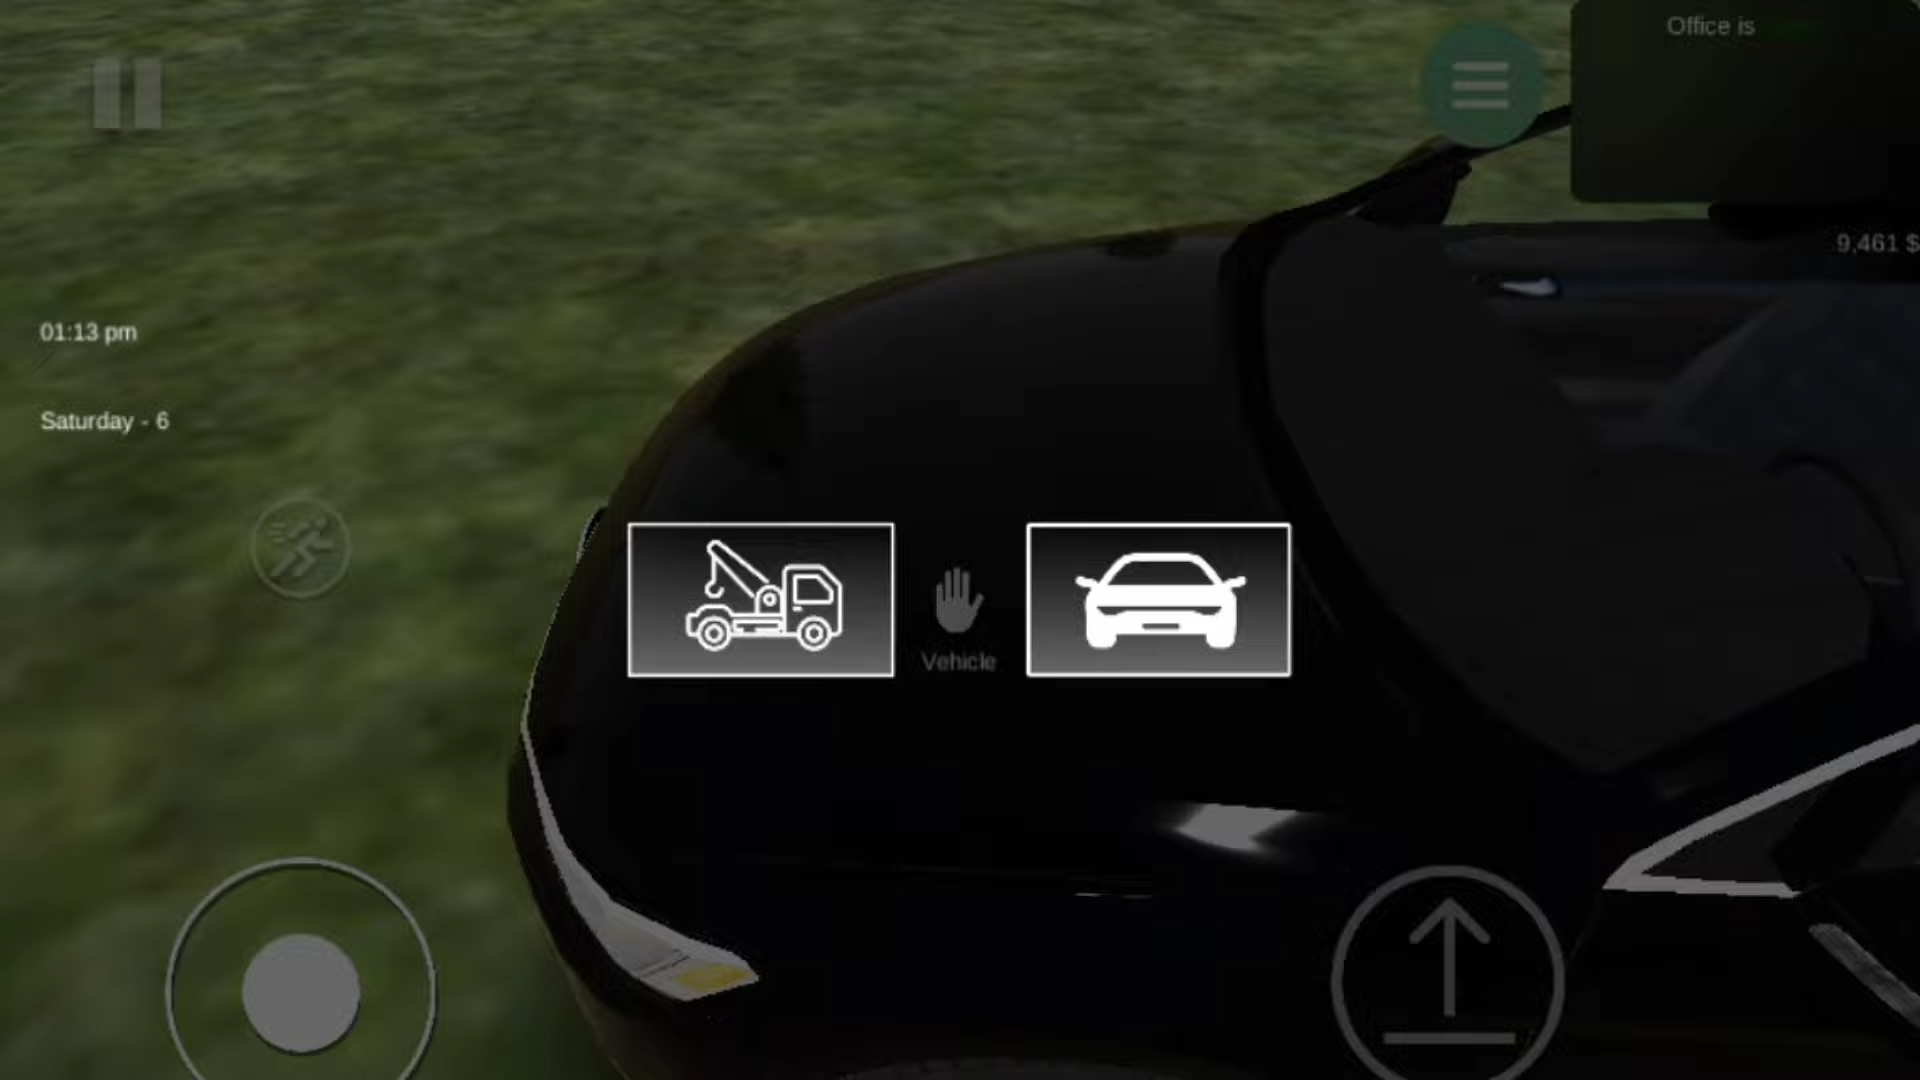 Office is
9,461 $
01:13 pm
Saturday - 6
Vehicle